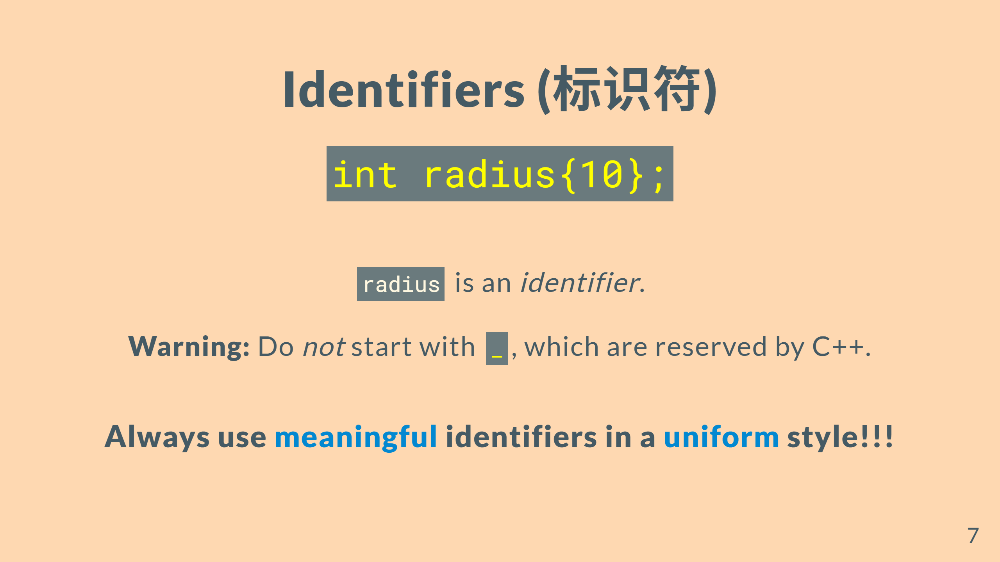 Identifiers (标识符)
int radius{10};
radius is an identifier.
Warning: Do not start with _, which are reserved by C++.
Always use meaningful identifiers in a uniform style!!!
7